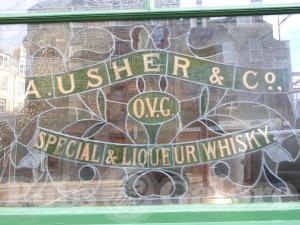 A. USHER & CO.
O.V.G.
SPECIAL & LIQUEUR WHISKY